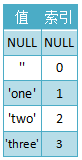 值 索引
NULL NULL
'' 0
'one' 1
'two' 2
'three' 3